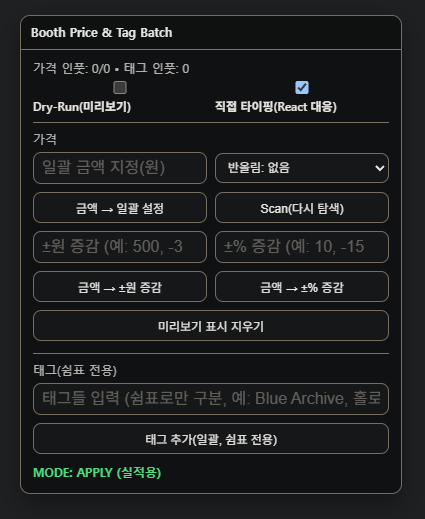 Booth Price & Tag Batch
가격 인풋: 0/0 • 태그 인풋: 0
Dry-Run(미리보기)
직접 타이핑(React 대응)
가격
일괄 금액 지정(원)
반올림: 없음
금액 → 일괄 설정
Scan(다시 탐색)
±원 증감 (예: 500, -3
±% 증감 (예: 10, -15
금액 → ±원 증감
금액 → ±% 증감
미리보기 표시 지우기
태그(쉼표 전용)
태그들 입력 (쉼표로만 구분, 예: Blue Archive, 홀로
태그 추가(일괄, 쉼표 전용)
MODE: APPLY (실적용)